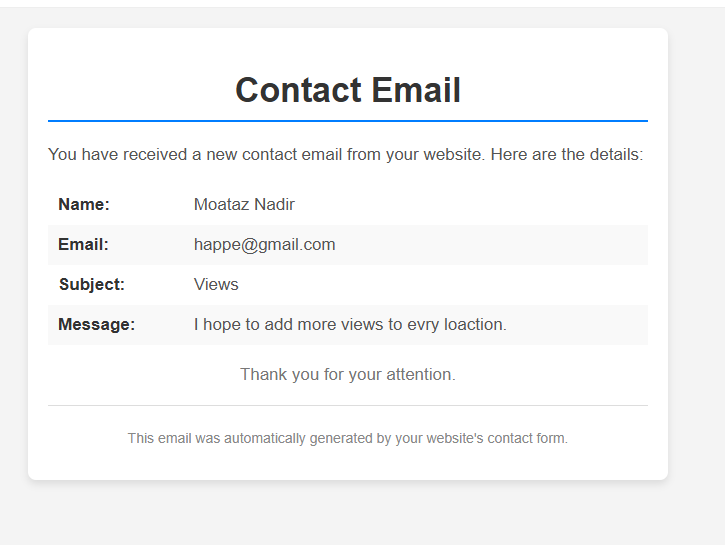 Contact Email
You have received a new contact email from your website. Here are the details:
Name: Moataz Nadir
Email: happe@gmail.com
Subject: Views
Message: I hope to add more views to evry loaction.
Thank you for your attention.
This email was automatically generated by your website's contact form.